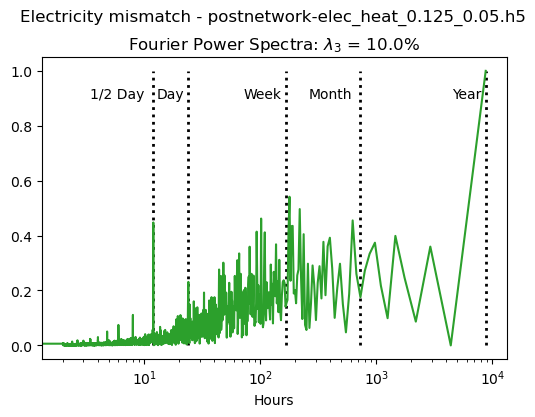 Electricity mismatch - postnetwork-elec_heat_0.125_0.05.h5
Fourier Power Spectra: λ₃ = 10.0%
1.0
0.8
0.6
0.4
0.2
0.0
1/2 Day
Day
Week
Month
Year
10¹
10²
10³
10⁴
Hours